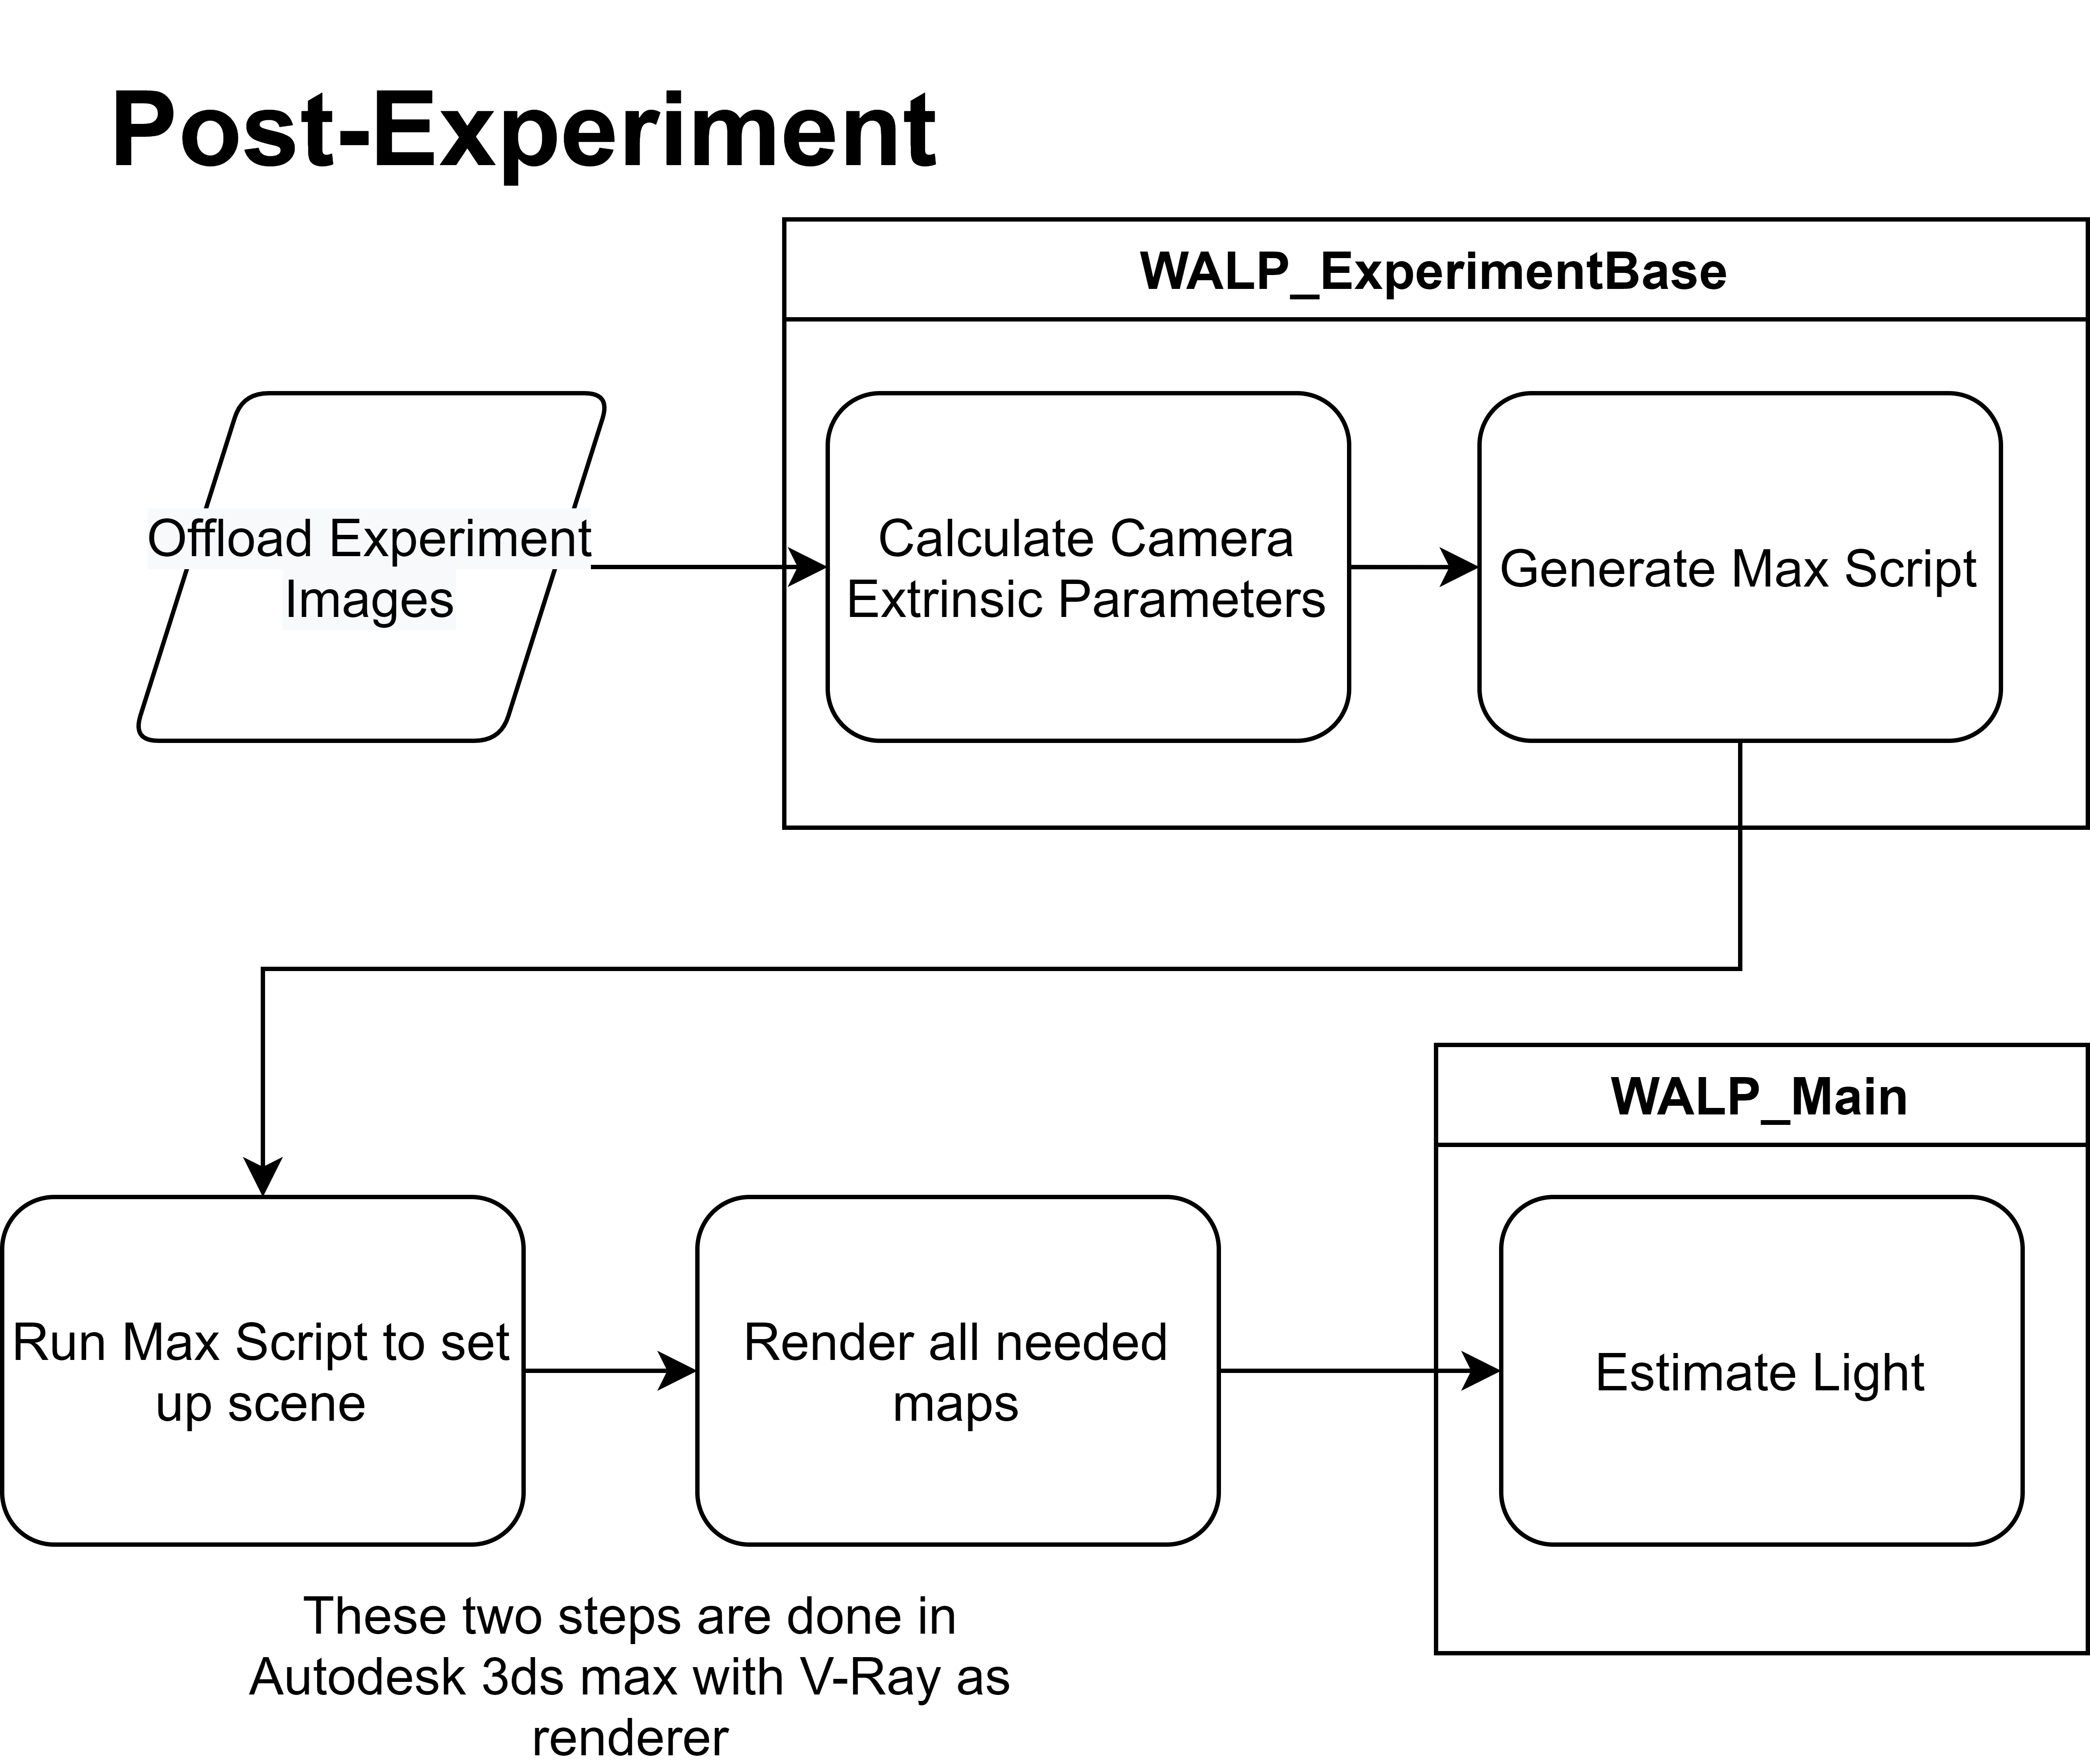 Post-Experiment
WALP_ExperimentBase
Offload Experiment
Images
Calculate Camera
Extrinsic Parameters
Generate Max Script
WALP_Main
Run Max Script to set
up scene
Render all needed
maps
Estimate Light
These two steps are done in
Autodesk 3ds max with V-Ray as
renderer